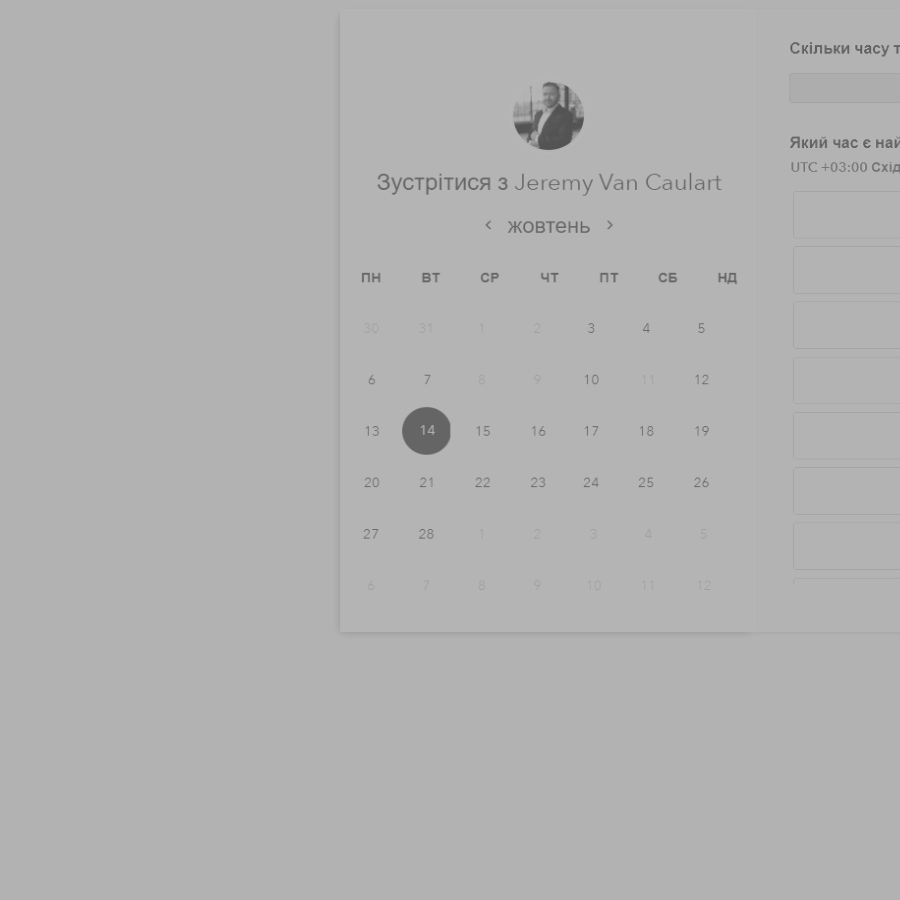 Скільки часу т
Зустрітися з Jeremy Van Caulart
Який час є най
UTC +03:00 Схід
жовтень
ПН ВТ СР ЧТ ПТ СБ НД
30 31 1 2 3 4 5
6 7 8 9 10 11 12
13 14 15 16 17 18 19
20 21 22 23 24 25 26
27 28 1 2 3 4 5
6 7 8 9 10 11 12